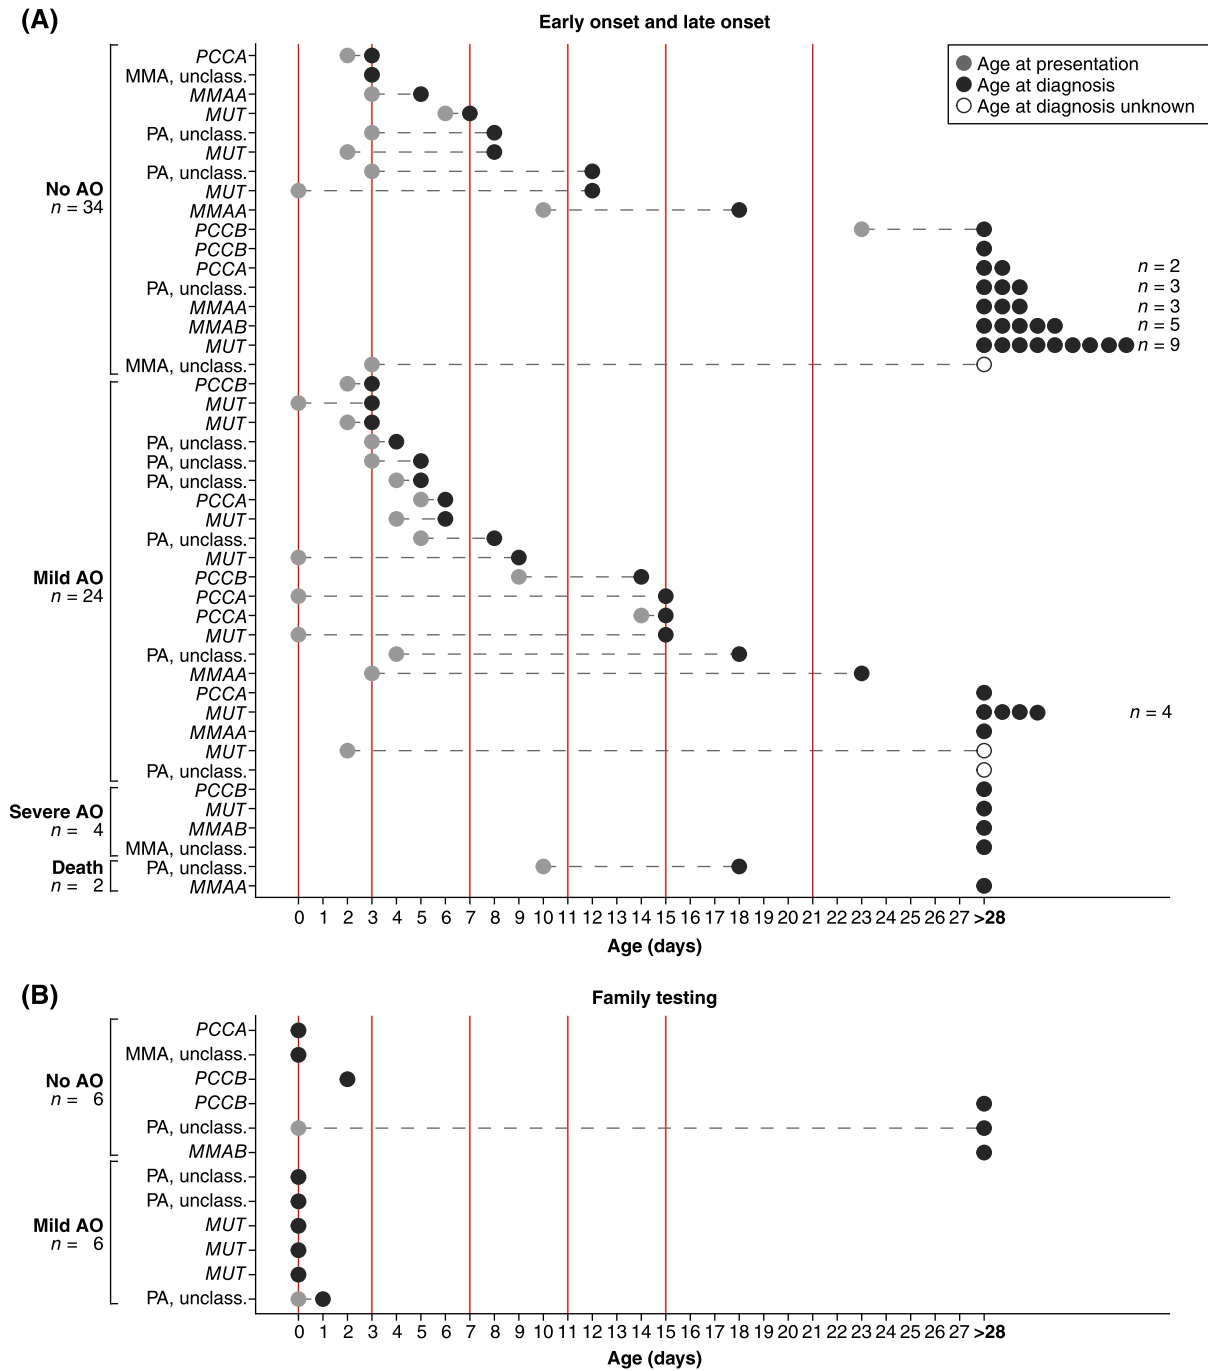 (A)
Early onset and late onset
Age at presentation
Age at diagnosis
Age at diagnosis unknown
No AO
n = 34
PCCA
MMA, unclass.
MMAA
MUT
PA, unclass.
MUT
PA, unclass.
MUT
MMAA
PCCB
PCCB
PCCA n = 2
PA, unclass. n = 3
MMAA n = 3
MMAB n = 5
MUT n = 9
MMA, unclass.
Mild AO
n = 24
PCCB
MUT
MUT
PA, unclass.
PA, unclass.
PA, unclass.
PCCA
MUT
PA, unclass.
MUT
PCCB
PCCA
PCCA
MUT
PA, unclass.
MMAA
PCCA
MUT n = 4
MMAA
MUT
PA, unclass.
Severe AO
n = 4
PCCB
MUT
MMAB
MMA, unclass.
Death
n = 2
PA, unclass.
MMAA
0 1 2 3 4 5 6 7 8 9 10 11 12 13 14 15 16 17 18 19 20 21 22 23 24 25 26 27 >28
Age (days)
(B)
Family testing
No AO
n = 6
PCCA
MMA, unclass.
PCCB
PCCB
PA, unclass.
MMAB
Mild AO
n = 6
PA, unclass.
PA, unclass.
MUT
MUT
MUT
PA, unclass.
0 1 2 3 4 5 6 7 8 9 10 11 12 13 14 15 16 17 18 19 20 21 22 23 24 25 26 27 >28
Age (days)